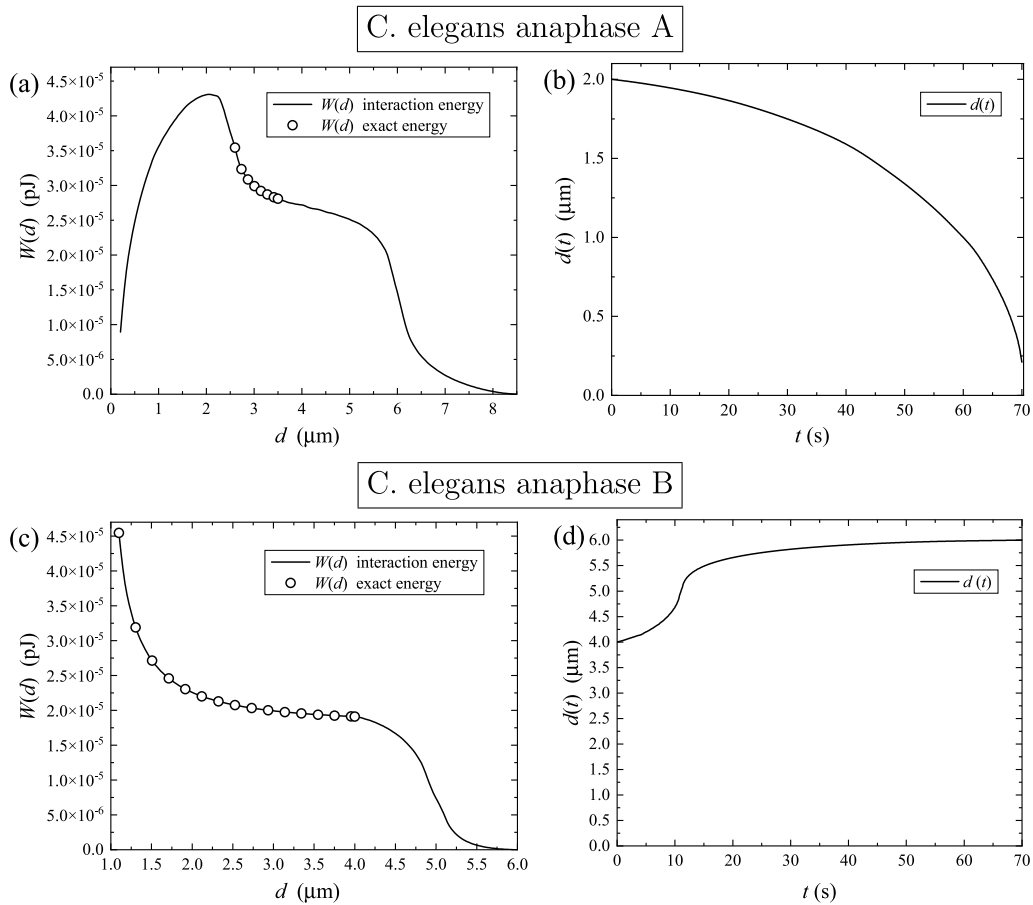 C. elegans anaphase A
(a)
W(d) interaction energy
W(d) exact energy
4.5×10⁻⁵
4.0×10⁻⁵
3.5×10⁻⁵
3.0×10⁻⁵
2.5×10⁻⁵
2.0×10⁻⁵
1.5×10⁻⁵
1.0×10⁻⁵
5.0×10⁻⁶
0.0
W(d) (pJ)
0 1 2 3 4 5 6 7 8
d (μm)
(b)
d(t)
2.0
1.5
1.0
0.5
0.0
d(t) (μm)
0 10 20 30 40 50 60 70
t (s)
C. elegans anaphase B
(c)
W(d) interaction energy
W(d) exact energy
4.5×10⁻⁵
4.0×10⁻⁵
3.5×10⁻⁵
3.0×10⁻⁵
2.5×10⁻⁵
2.0×10⁻⁵
1.5×10⁻⁵
1.0×10⁻⁵
5.0×10⁻⁶
0.0
W(d) (pJ)
1.0 1.5 2.0 2.5 3.0 3.5 4.0 4.5 5.0 5.5 6.0
d (μm)
(d)
d (t)
6.0
5.5
5.0
4.5
4.0
3.5
3.0
2.5
2.0
1.5
1.0
0.5
0.0
d(t) (μm)
0 10 20 30 40 50 60 70
t (s)